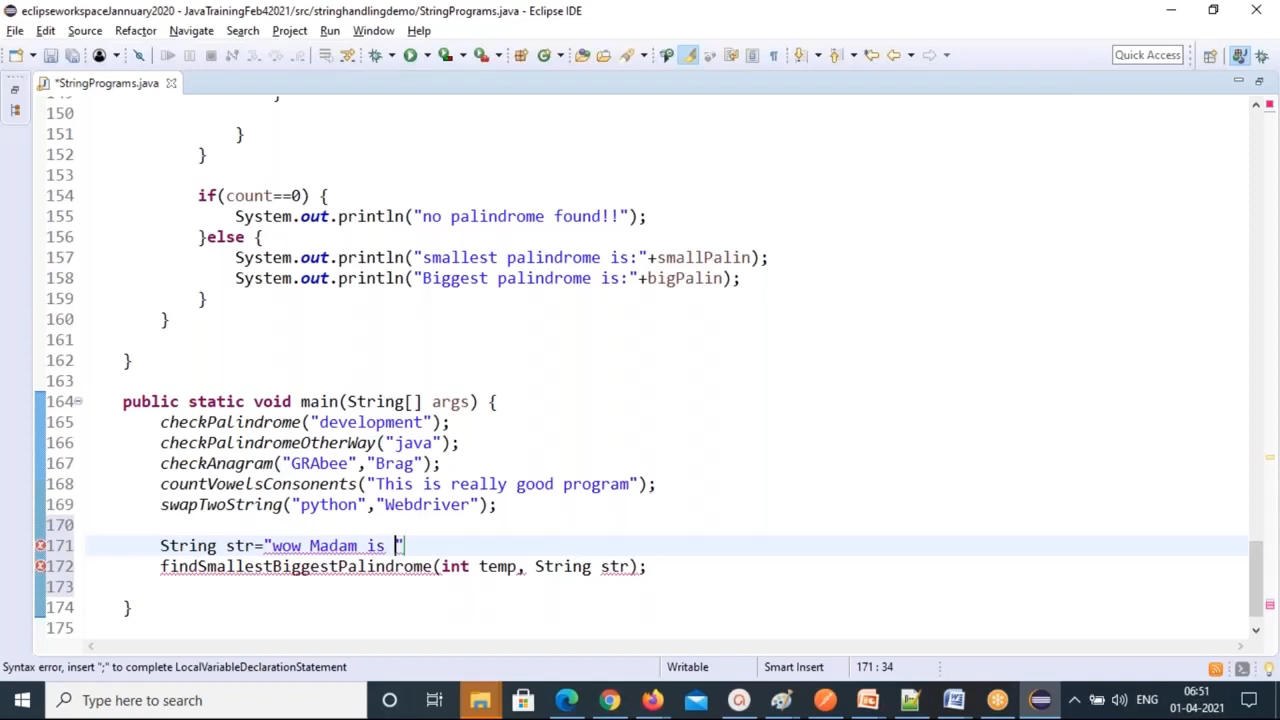 eclipseworkspaceJannuary2020 - JavaTrainingFeb42021/src/stringhandlingdemo/StringPrograms.java - Eclipse IDE
File Edit Source Refactor Navigate Search Project Run Window Help
Quick Access
*StringPrograms.java
149 }
150
151 }
152 }
153
154 if(count==0) {
155 System.out.println("no palindrome found!!");
156 }else {
157 System.out.println("smallest palindrome is:"+smallPalin);
158 System.out.println("Biggest palindrome is:"+bigPalin);
159 }
160 }
161
162 }
163
164 public static void main(String[] args) {
165 checkPalindrome("development");
166 checkPalindromeOtherWay("java");
167 checkAnagram("GRAbee","Brag");
168 countVowelsConsonents("This is really good program");
169 swapTwoString("python","Webdriver");
170
171 String str="wow Madam is "
172 findSmallestBiggestPalindrome(int temp, String str);
173
174 }
175
Syntax error, insert ";" to complete LocalVariableDeclarationStatement Writable Smart Insert 171 : 34
Type here to search ENG 06:51
01-04-2021